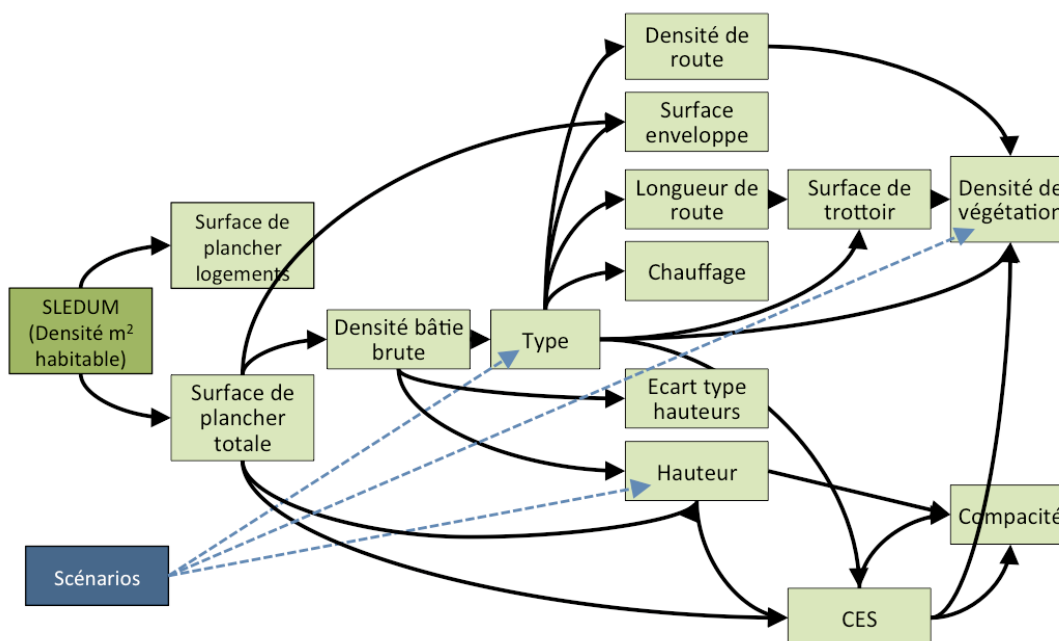 Densité de
route
Surface
enveloppe
Surface de
plancher
logements
Longueur de
route
Surface de
trottoir
Densité de
végétation
Chauffage
SLEDUM
(Densité m²
habitable)
Densité bâtie
brute
Type
Surface de
plancher
totale
Ecart type
hauteurs
Hauteur
Compacité
Scénarios
CES